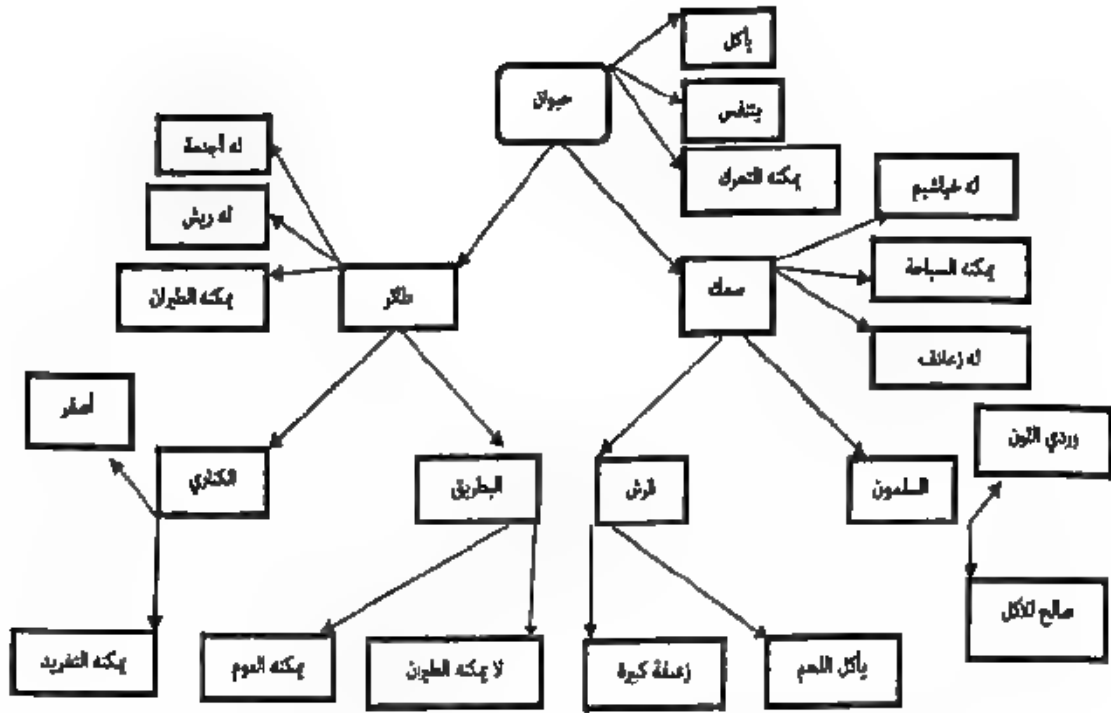 يأكل
حيوان
يتنفس
له أجنحة
يمكنه التحرك
له خياشيم
له ريش
يمكنه السباحة
سمك
طائر
يمكنه الطيران
له زعانف
أصفر
وردي اللون
الكناري
البطريق
قرش
السلمون
صالح للأكل
يمكنه التغريد
يمكنه العوم
لا يمكنه الطيران
زعنفة كبيرة
يأكل اللحم